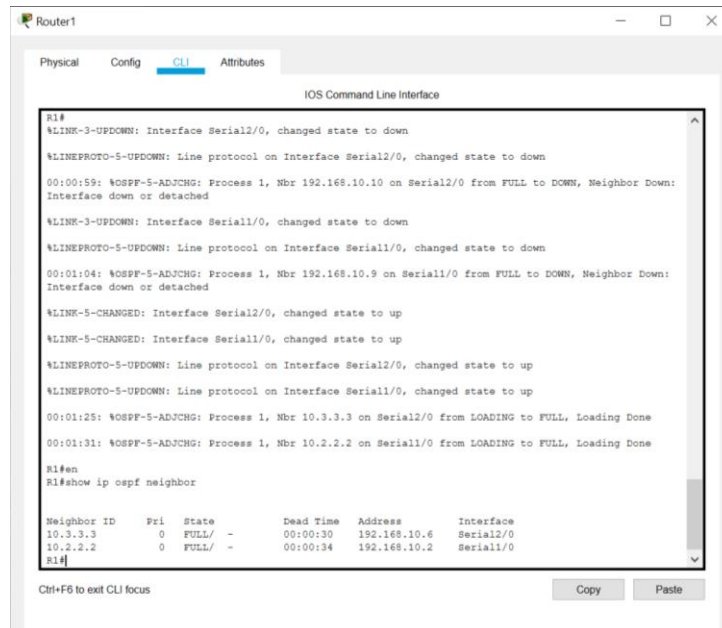 Router1
Physical Config CLI Attributes
IOS Command Line Interface
R1#
%LINK-3-UPDOWN: Interface Serial2/0, changed state to down
%LINEPROTO-5-UPDOWN: Line protocol on Interface Serial2/0, changed state to down
00:00:59: %OSPF-5-ADJCHG: Process 1, Nbr 192.168.10.10 on Serial2/0 from FULL to DOWN, Neighbor Down:
Interface down or detached
%LINK-3-UPDOWN: Interface Serial1/0, changed state to down
%LINEPROTO-5-UPDOWN: Line protocol on Interface Serial1/0, changed state to down
00:01:04: %OSPF-5-ADJCHG: Process 1, Nbr 192.168.10.9 on Serial1/0 from FULL to DOWN, Neighbor Down:
Interface down or detached
%LINK-5-CHANGED: Interface Serial2/0, changed state to up
%LINK-5-CHANGED: Interface Serial1/0, changed state to up
%LINEPROTO-5-UPDOWN: Line protocol on Interface Serial2/0, changed state to up
%LINEPROTO-5-UPDOWN: Line protocol on Interface Serial1/0, changed state to up
00:01:25: %OSPF-5-ADJCHG: Process 1, Nbr 10.3.3.3 on Serial2/0 from LOADING to FULL, Loading Done
00:01:31: %OSPF-5-ADJCHG: Process 1, Nbr 10.2.2.2 on Serial1/0 from LOADING to FULL, Loading Done
R1#en
R1#show ip ospf neighbor
Neighbor ID Pri State Dead Time Address Interface
10.3.3.3 0 FULL/ - 00:00:30 192.168.10.6 Serial2/0
10.2.2.2 0 FULL/ - 00:00:34 192.168.10.2 Serial1/0
R1#
Ctrl+F6 to exit CLI focus
Copy Paste